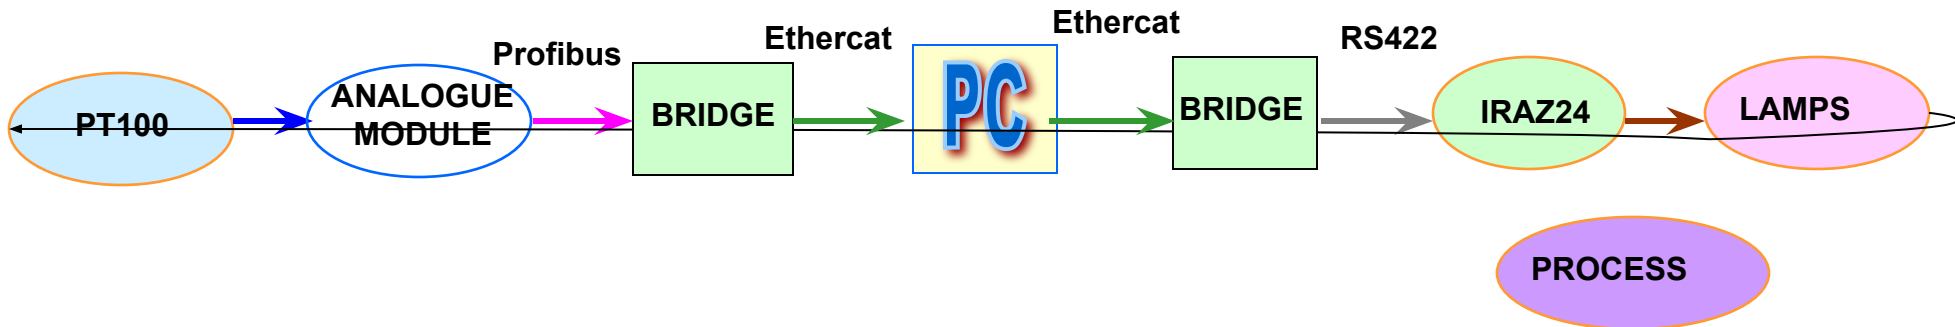 Ethercat
Ethercat
RS422
Profibus
PT100
ANALOGUE
MODULE
BRIDGE
PC
BRIDGE
IRAZ24
LAMPS
PROCESS